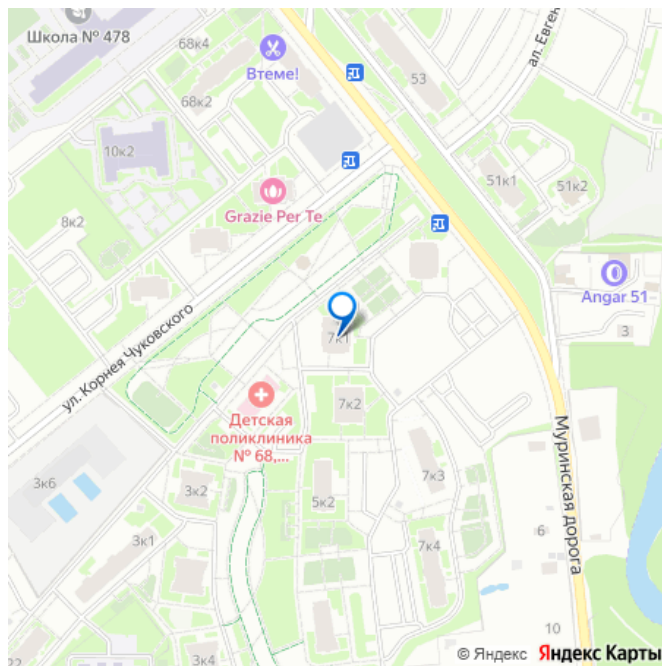 Школа № 478
68к4
Втеме!
53
ал. Евген
68к2
10к2
51к1
51к2
Grazie Per Te
8к2
Angar 51
3
ул. Корнея Чуковского
7к1
Детская
поликлиника
№ 68,...
7к2
Муринская дорога
3к6
3к2
5к2
7к3
6
3к1
7к4
10
22
3к4
© Яндекс Яндекс Карты